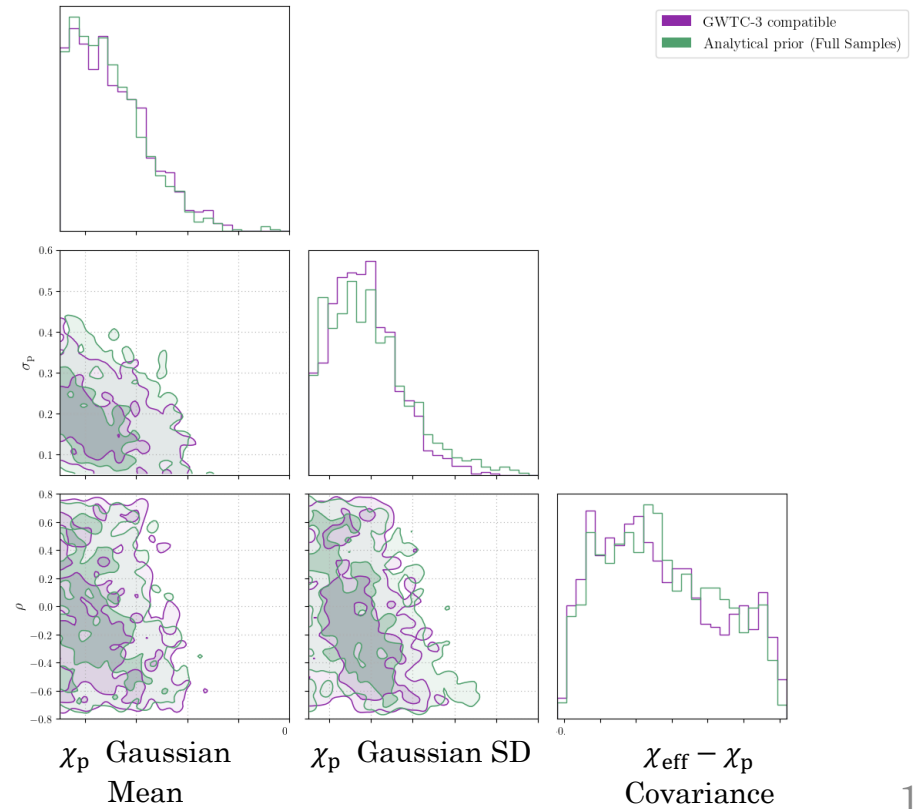 GWTC-3 compatible
Analytical prior (Full Samples)
0.6
0.5
0.4
0.3
0.2
0.1
σp
0.8
0.6
0.4
0.2
0.0
−0.2
−0.4
−0.6
−0.8
ρ
0
0.
χp Gaussian
Mean
χp Gaussian SD
χeff − χp
Covariance
1